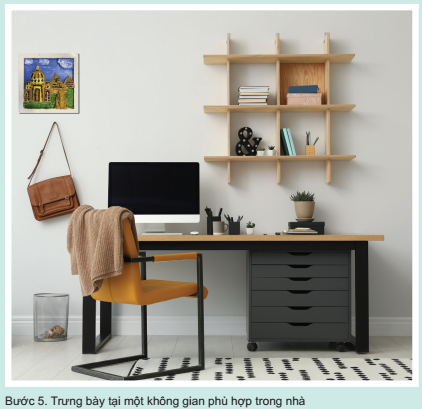 Bước 5. Trưng bày tại một không gian phù hợp trong nhà